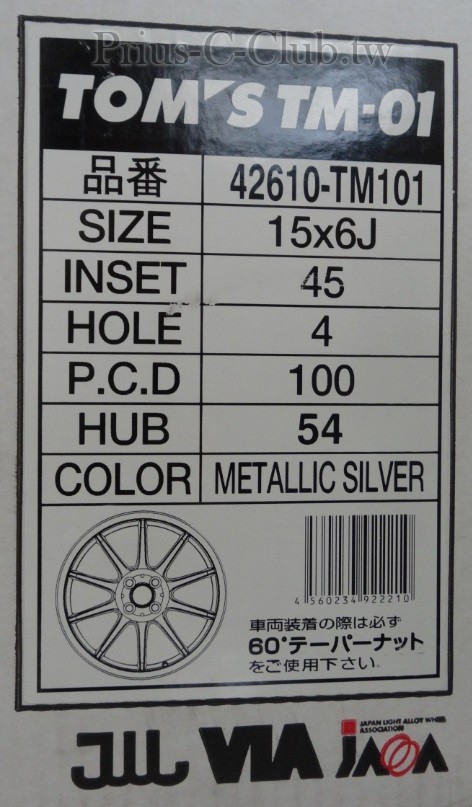 Prius-C-Club.tw
TOM'S TM-01
品番 42610-TM101
SIZE 15x6J
INSET 45
HOLE 4
P.C.D 100
HUB 54
COLOR METALLIC SILVER
4 560234 922210
車両装着の際は必ず
60°テーパーナット
をご使用下さい。
JWL VIA JAWA
JAPAN LIGHT ALLOY WHEEL
ASSOCIATION